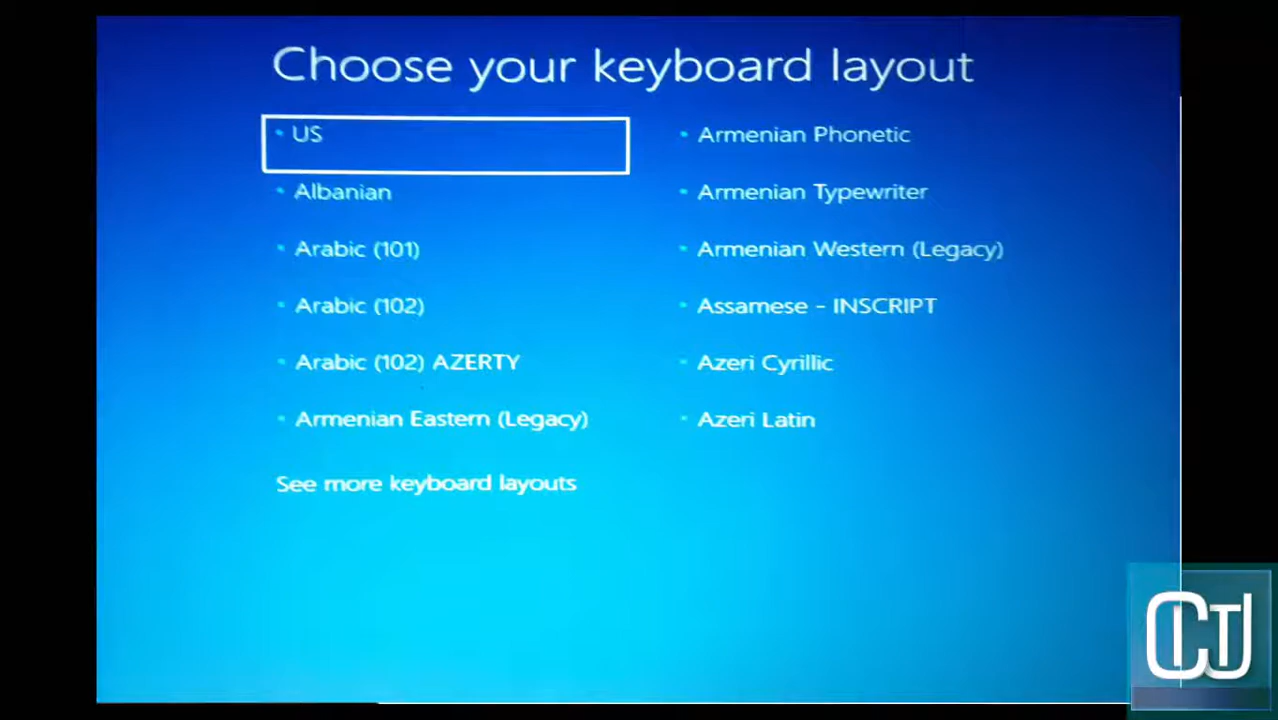 Choose your keyboard layout
US
Albanian
Arabic (101)
Arabic (102)
Arabic (102) AZERTY
Armenian Eastern (Legacy)
See more keyboard layouts
Armenian Phonetic
Armenian Typewriter
Armenian Western (Legacy)
Assamese - INSCRIPT
Azeri Cyrillic
Azeri Latin
CTJ